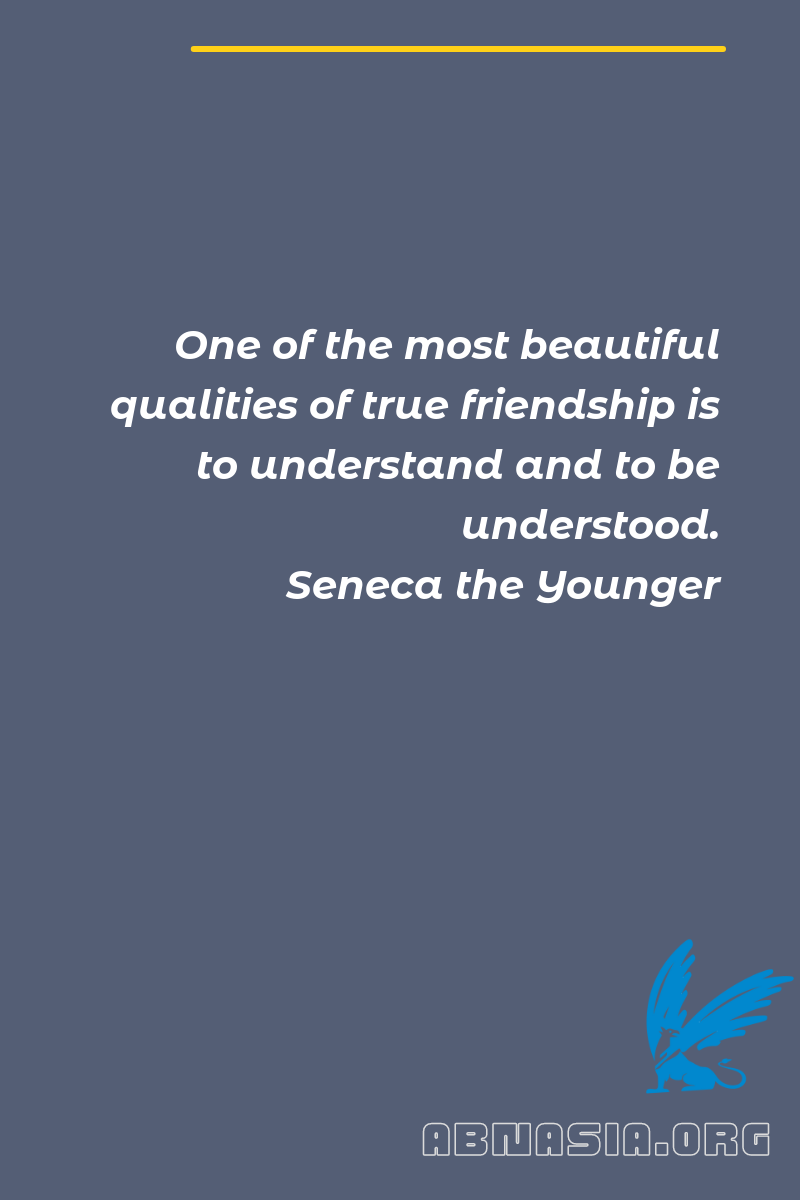 One of the most beautiful
qualities of true friendship is
to understand and to be
understood.
Seneca the Younger
ABNASIA.ORG